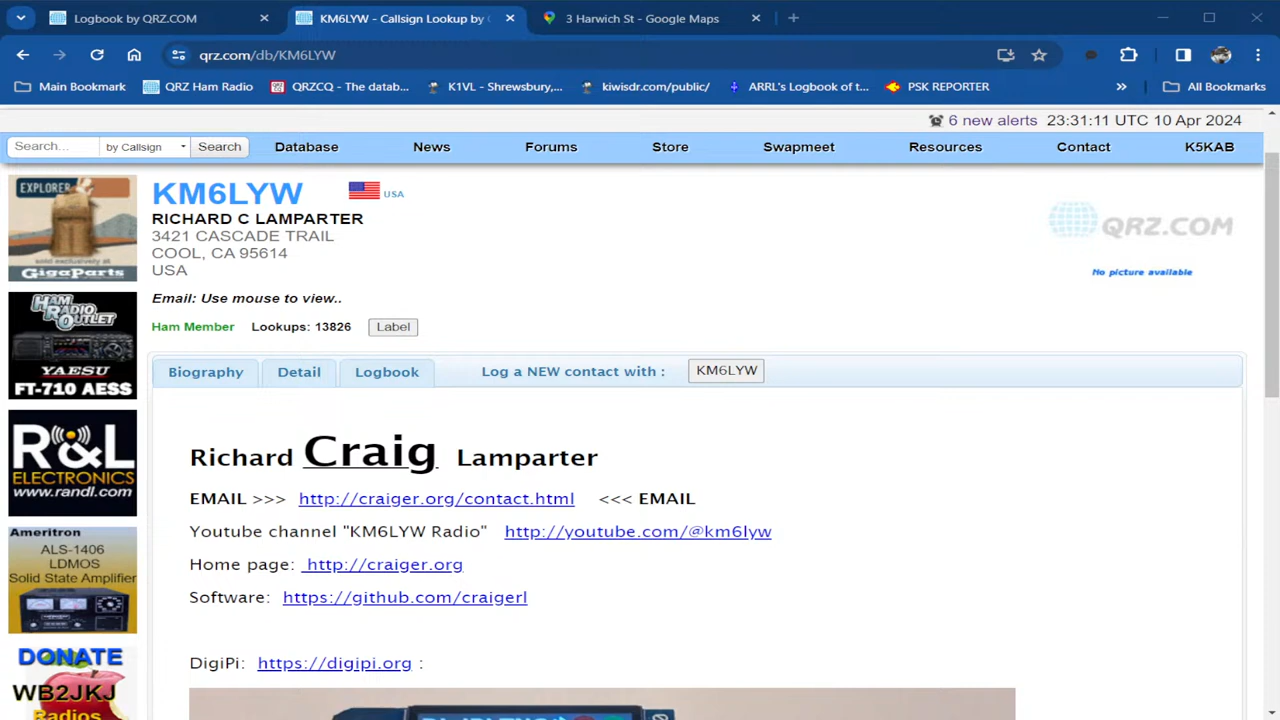 Logbook by QRZ.COM
KM6LYW - Callsign Lookup by
3 Harwich St - Google Maps
qrz.com/db/KM6LYW
Main Bookmark
QRZ Ham Radio
QRZCQ - The datab...
K1VL - Shrewsbury,...
kiwisdr.com/public/
ARRL's Logbook of t...
PSK REPORTER
All Bookmarks
6 new alerts 23:31:11 UTC 10 Apr 2024
Search... by Callsign Search Database News Forums Store Swapmeet Resources Contact K5KAB
EXPLORER
sold exclusively at
GigaParts
KM6LYW USA
RICHARD C LAMPARTER
3421 CASCADE TRAIL
COOL, CA 95614
USA
QRZ.COM
No picture available
Email: Use mouse to view..
Ham Member Lookups: 13826 Label
HAM RADIO OUTLET
YAESU
FT-710 AESS
Biography Detail Logbook Log a NEW contact with : KM6LYW
R&L
ELECTRONICS
www.randl.com
Richard Craig Lamparter
EMAIL >>> http://craiger.org/contact.html <<< EMAIL
Youtube channel "KM6LYW Radio" http://youtube.com/@km6lyw
Home page: http://craiger.org
Software: https://github.com/craigerl
Ameritron
ALS-1406
LDMOS
Solid State Amplifier
DigiPi: https://digipi.org :
DONATE
WB2JKJ
Radios